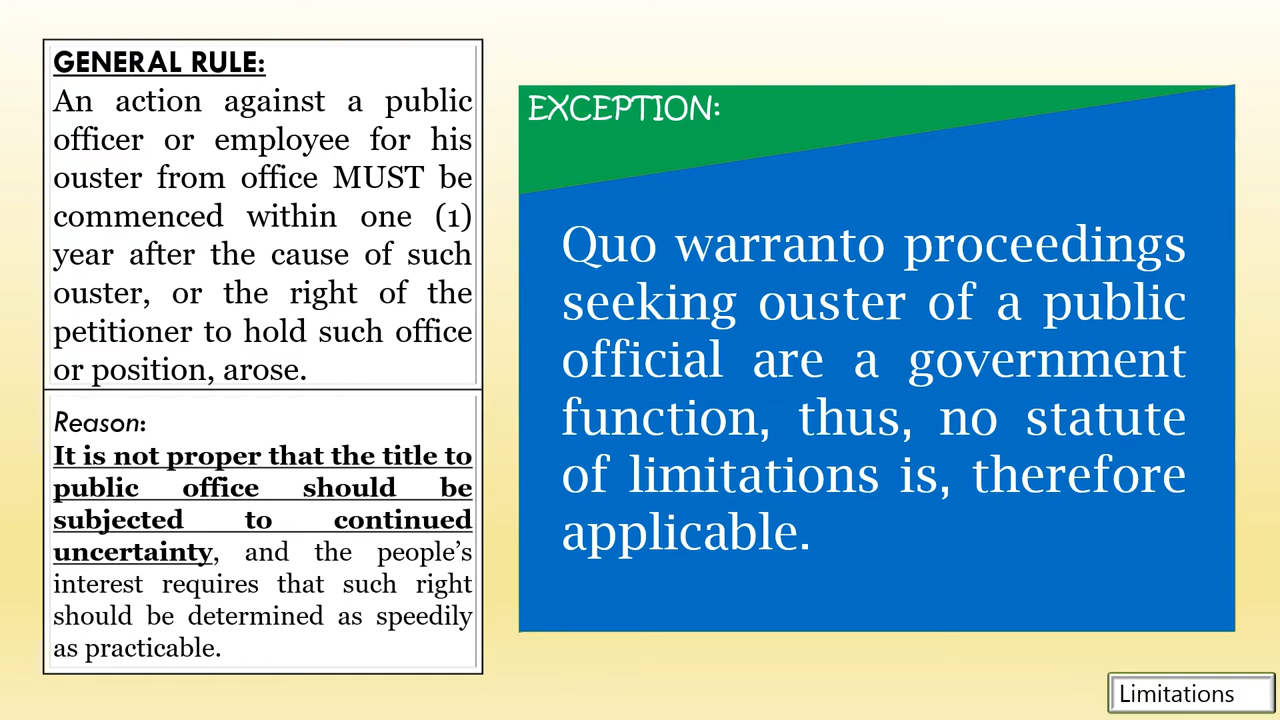 GENERAL RULE:
An action against a public
officer or employee for his
ouster from office MUST be
commenced within one (1)
year after the cause of such
ouster, or the right of the
petitioner to hold such office
or position, arose.
Reason:
It is not proper that the title to
public office should be
subjected to continued
uncertainty, and the people’s
interest requires that such right
should be determined as speedily
as practicable.
EXCEPTION:
Quo warranto proceedings
seeking ouster of a public
official are a government
function, thus, no statute
of limitations is, therefore
applicable.
Limitations